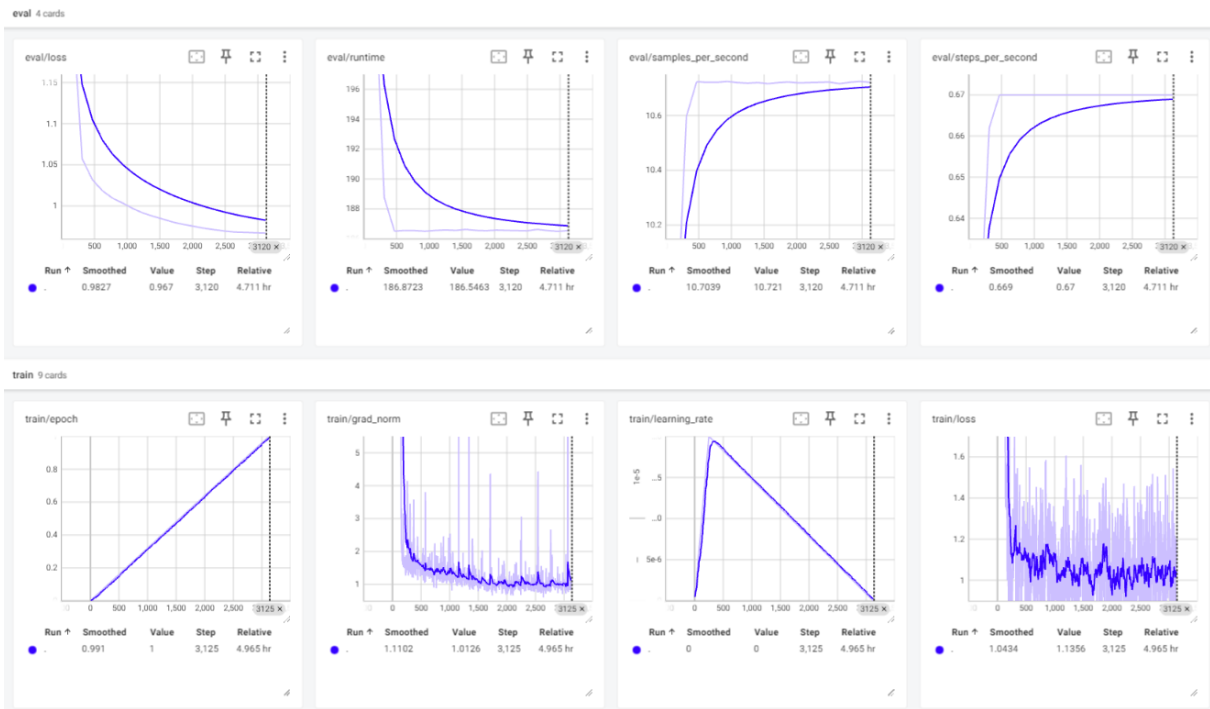 eval 4 cards
eval/loss
1.15
1.1
1.05
1
500 1,000 1,500 2,000 2,500 3120 ×
Run ↑ Smoothed Value Step Relative
. 0.9827 0.967 3,120 4.711 hr
eval/runtime
196
194
192
190
188
500 1,000 1,500 2,000 2,500 3120 ×
Run ↑ Smoothed Value Step Relative
. 186.8723 186.5463 3,120 4.711 hr
eval/samples_per_second
10.6
10.4
10.2
500 1,000 1,500 2,000 2,500 3120 ×
Run ↑ Smoothed Value Step Relative
. 10.7039 10.721 3,120 4.711 hr
eval/steps_per_second
0.67
0.66
0.65
0.64
500 1,000 1,500 2,000 2,500 3120 ×
Run ↑ Smoothed Value Step Relative
. 0.669 0.67 3,120 4.711 hr
train 9 cards
train/epoch
0.8
0.6
0.4
0.2
0 500 1,000 1,500 2,000 2,500 3125 ×
Run ↑ Smoothed Value Step Relative
. 0.991 1 3,125 4.965 hr
train/grad_norm
5
4
3
2
1
0 500 1,000 1,500 2,000 2,500 3125 ×
Run ↑ Smoothed Value Step Relative
. 1.1102 1.0126 3,125 4.965 hr
train/learning_rate
1e-5
..5
..0
5e-6
0 500 1,000 1,500 2,000 2,500 3125 ×
Run ↑ Smoothed Value Step Relative
. 0 0 3,125 4.965 hr
train/loss
1.6
1.4
1.2
1
0 500 1,000 1,500 2,000 2,500 3125 ×
Run ↑ Smoothed Value Step Relative
. 1.0434 1.1356 3,125 4.965 hr